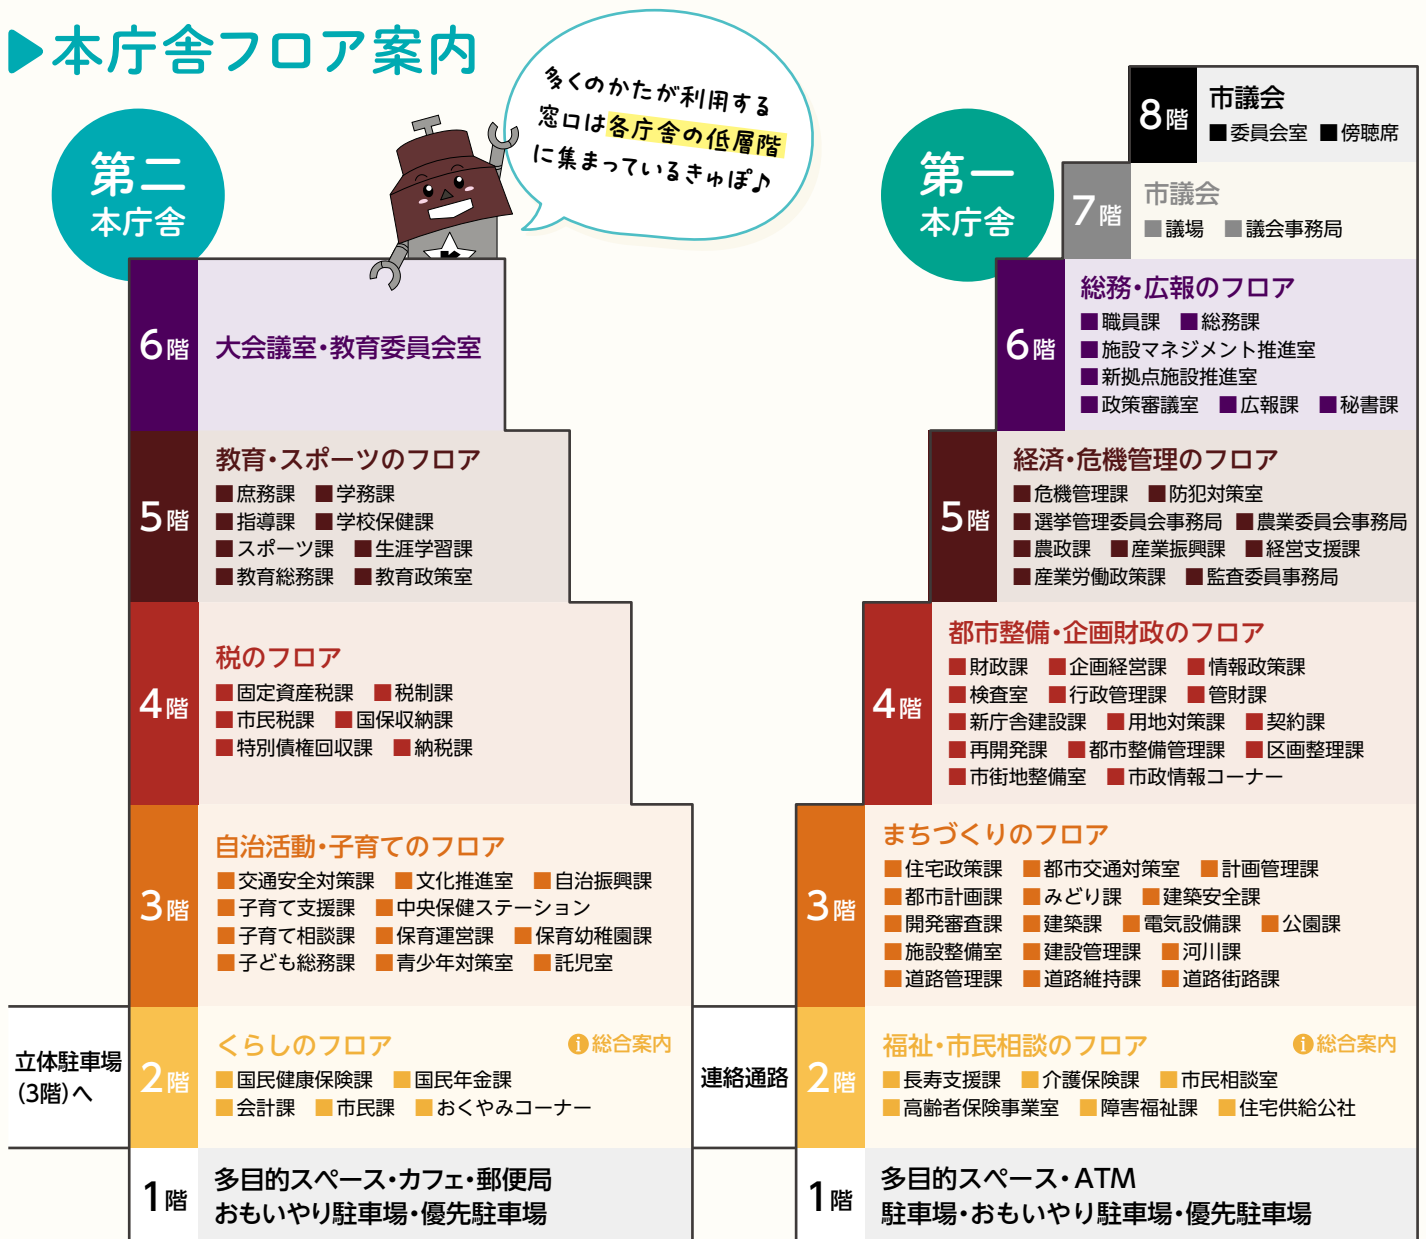 ▶本庁舎フロア案内
多くのかたが利用する
窓口は各庁舎の低層階
に集まっているきゅぽ♪
第二
本庁舎
6階
大会議室・教育委員会室
5階
教育・スポーツのフロア
■庶務課 ■学務課
■指導課 ■学校保健課
■スポーツ課 ■生涯学習課
■教育総務課 ■教育政策室
4階
税のフロア
■固定資産税課 ■税制課
■市民税課 ■国保収納課
■特別債権回収課 ■納税課
3階
自治活動・子育てのフロア
■交通安全対策課 ■文化推進室 ■自治振興課
■子育て支援課 ■中央保健ステーション
■子育て相談課 ■保育運営課 ■保育幼稚園課
■子ども総務課 ■青少年対策室 ■託児室
立体駐車場
(3階)へ
2階
くらしのフロア
i総合案内
■国民健康保険課 ■国民年金課
■会計課 ■市民課 ■おくやみコーナー
1階
多目的スペース・カフェ・郵便局
おもいやり駐車場・優先駐車場
連絡通路
第一
本庁舎
8階
市議会
■委員会室 ■傍聴席
7階
市議会
■議場 ■議会事務局
6階
総務・広報のフロア
■職員課 ■総務課
■施設マネジメント推進室
■新拠点施設推進室
■政策審議室 ■広報課 ■秘書課
5階
経済・危機管理のフロア
■危機管理課 ■防犯対策室
■選挙管理委員会事務局 ■農業委員会事務局
■農政課 ■産業振興課 ■経営支援課
■産業労働政策課 ■監査委員事務局
4階
都市整備・企画財政のフロア
■財政課 ■企画経営課 ■情報政策課
■検査室 ■行政管理課 ■管財課
■新庁舎建設課 ■用地対策課 ■契約課
■再開発課 ■都市整備管理課 ■区画整理課
■市街地整備室 ■市政情報コーナー
3階
まちづくりのフロア
■住宅政策課 ■都市交通対策室 ■計画管理課
■都市計画課 ■みどり課 ■建築安全課
■開発審査課 ■建築課 ■電気設備課 ■公園課
■施設整備室 ■建設管理課 ■河川課
■道路管理課 ■道路維持課 ■道路街路課
2階
福祉・市民相談のフロア
i総合案内
■長寿支援課 ■介護保険課 ■市民相談室
■高齢者保険事業室 ■障害福祉課 ■住宅供給公社
1階
多目的スペース・ATM
駐車場・おもいやり駐車場・優先駐車場